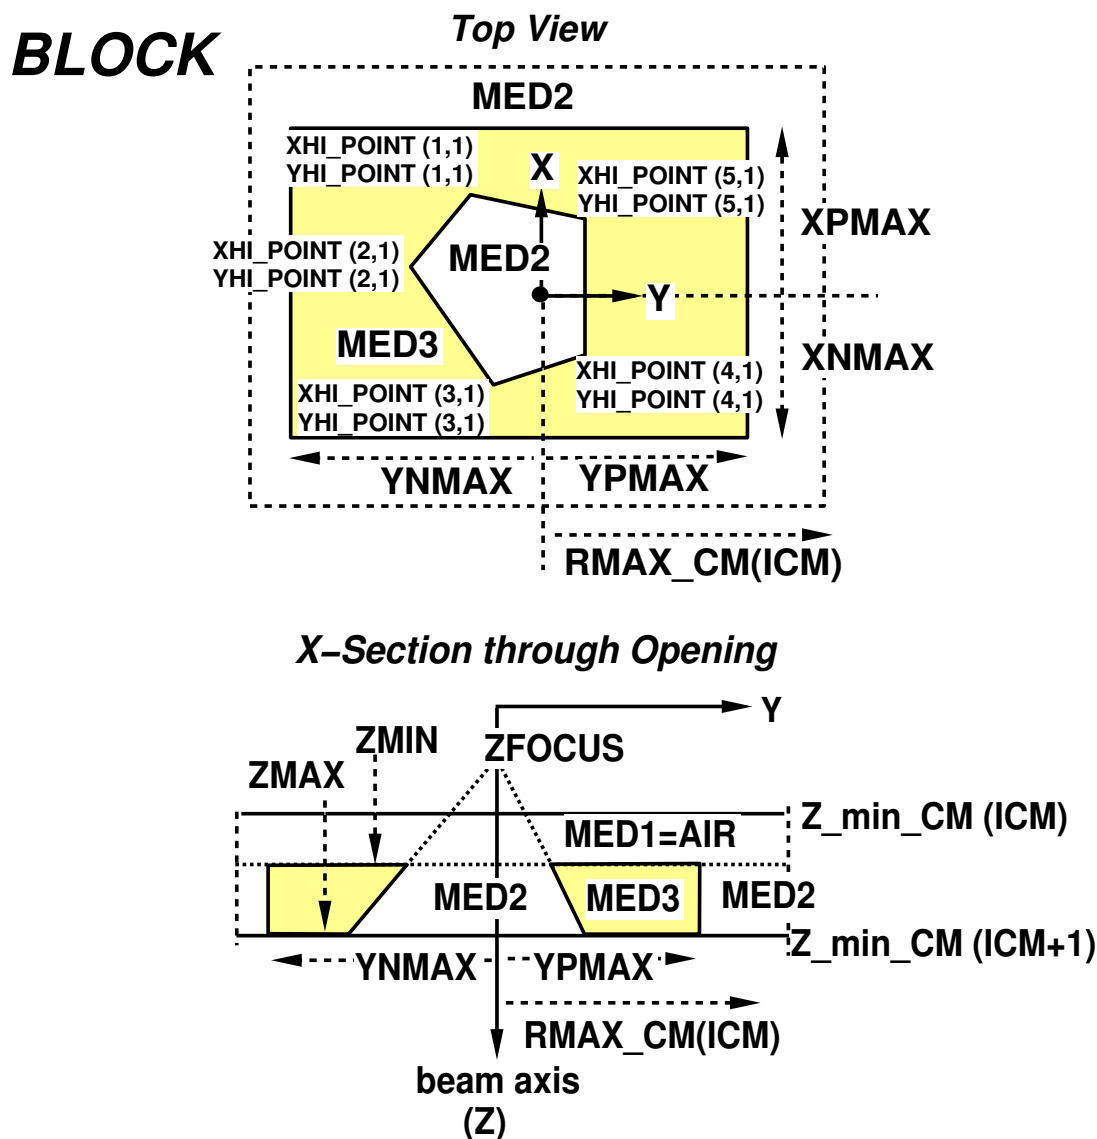 BLOCK
Top View
MED2
XHI_POINT (1,1)
YHI_POINT (1,1)
X
XHI_POINT (5,1)
YHI_POINT (5,1)
XPMAX
XHI_POINT (2,1)
YHI_POINT (2,1)
MED2
Y
MED3
XNMAX
XHI_POINT (3,1)
YHI_POINT (3,1)
XHI_POINT (4,1)
YHI_POINT (4,1)
YNMAX
YPMAX
RMAX_CM(ICM)
X–Section through Opening
Y
ZMIN
ZFOCUS
ZMAX
Z_min_CM (ICM)
MED1=AIR
MED2
MED3
MED2
Z_min_CM (ICM+1)
YNMAX
YPMAX
RMAX_CM(ICM)
beam axis
(Z)